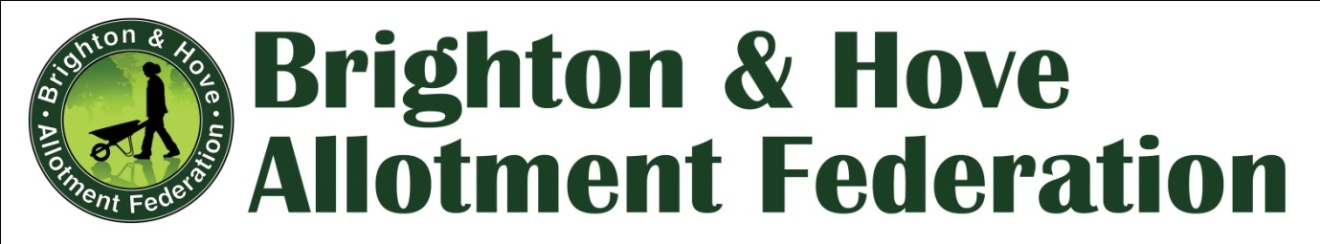 Brighton & Hove
• Allotment Federation •
Brighton & Hove
Allotment Federation